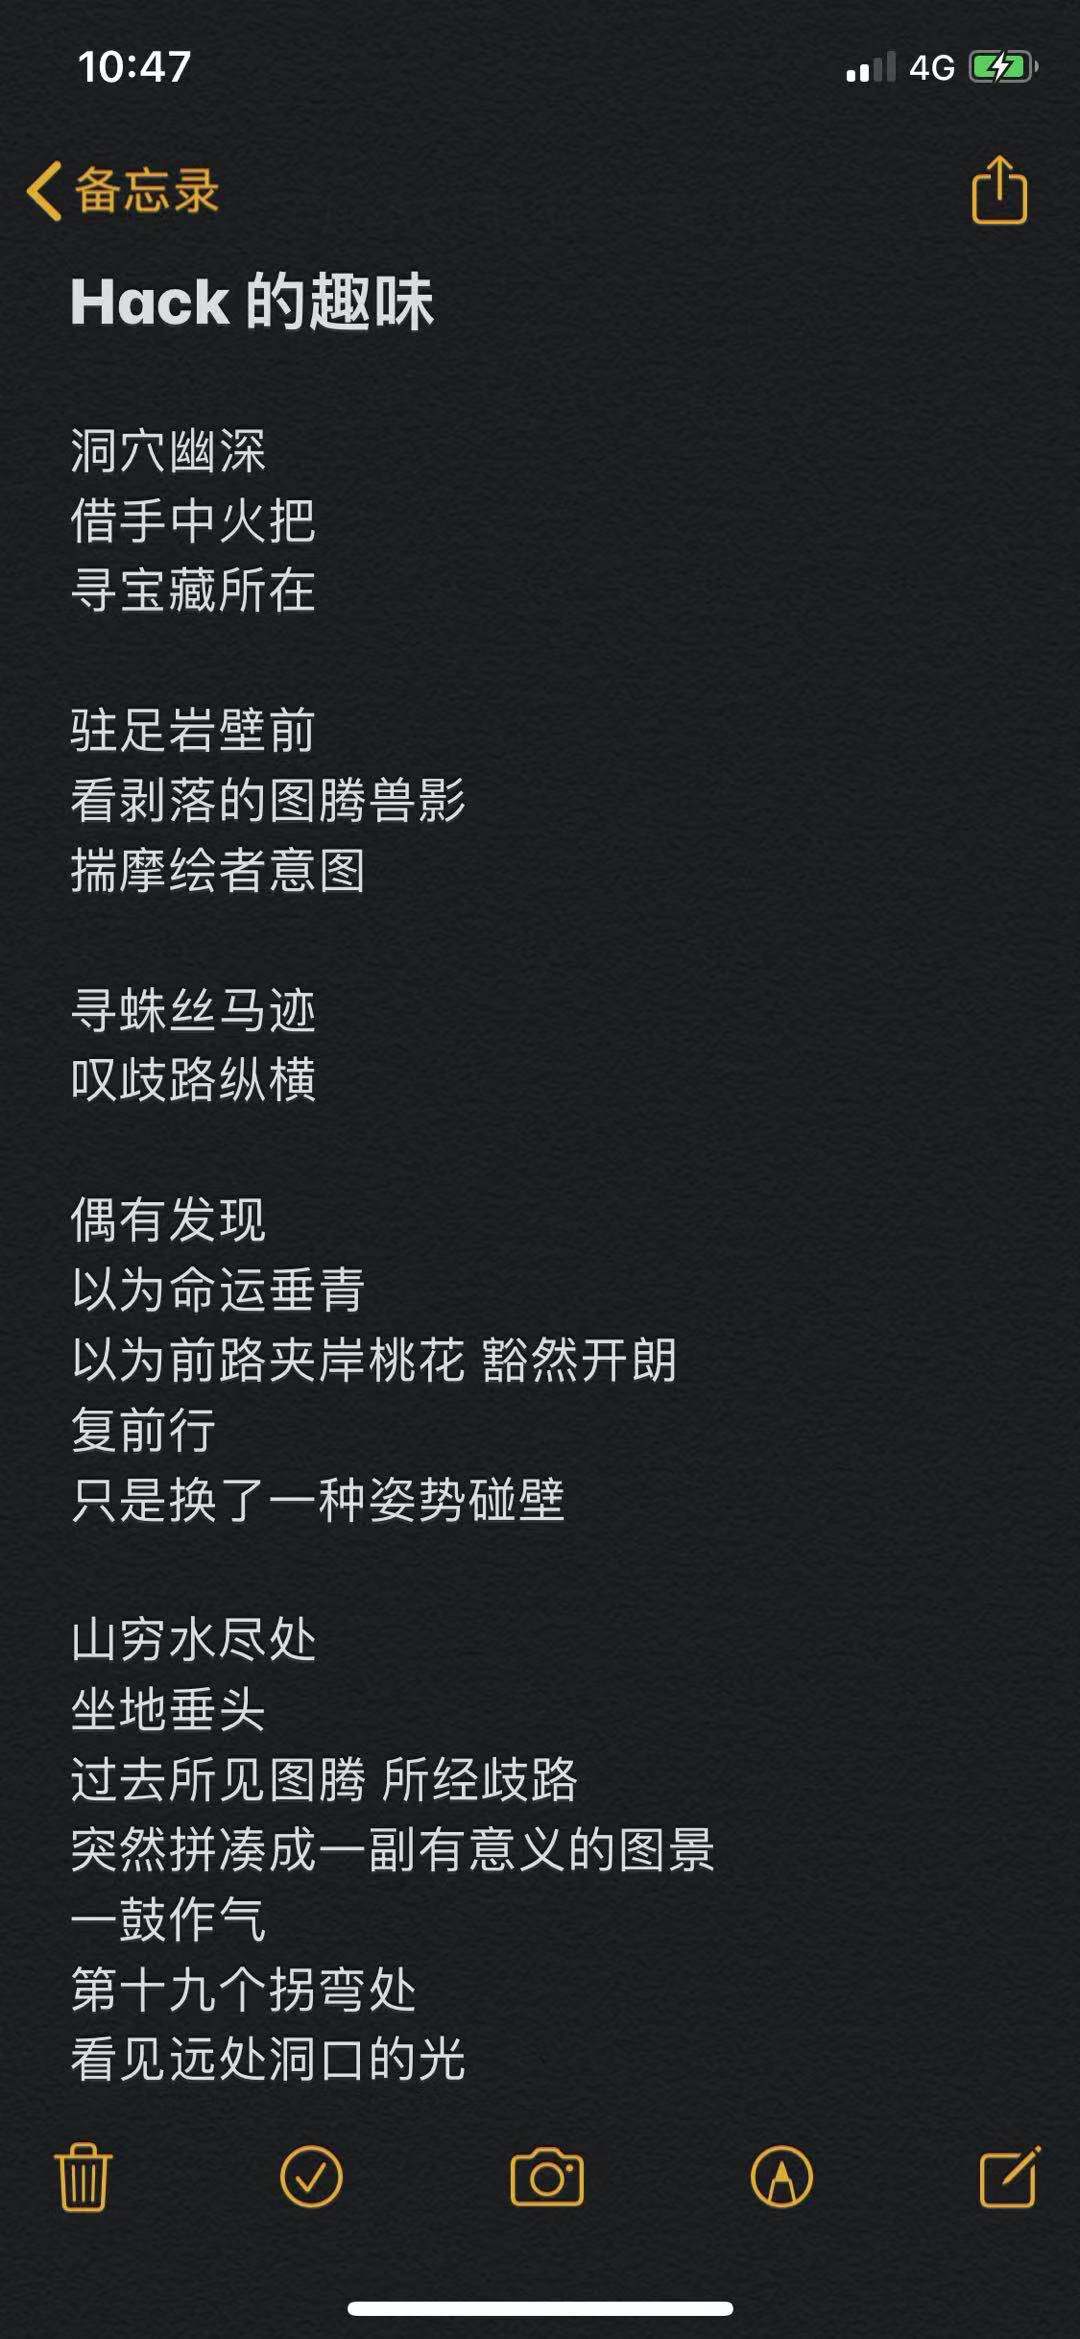 10:47
4G
备忘录
Hack 的趣味
洞穴幽深
借手中火把
寻宝藏所在
驻足岩壁前
看剥落的图腾兽影
揣摩绘者意图
寻蛛丝马迹
叹歧路纵横
偶有发现
以为命运垂青
以为前路夹岸桃花 豁然开朗
复前行
只是换了一种姿势碰壁
山穷水尽处
坐地垂头
过去所见图腾 所经歧路
突然拼凑成一副有意义的图景
一鼓作气
第十九个拐弯处
看见远处洞口的光